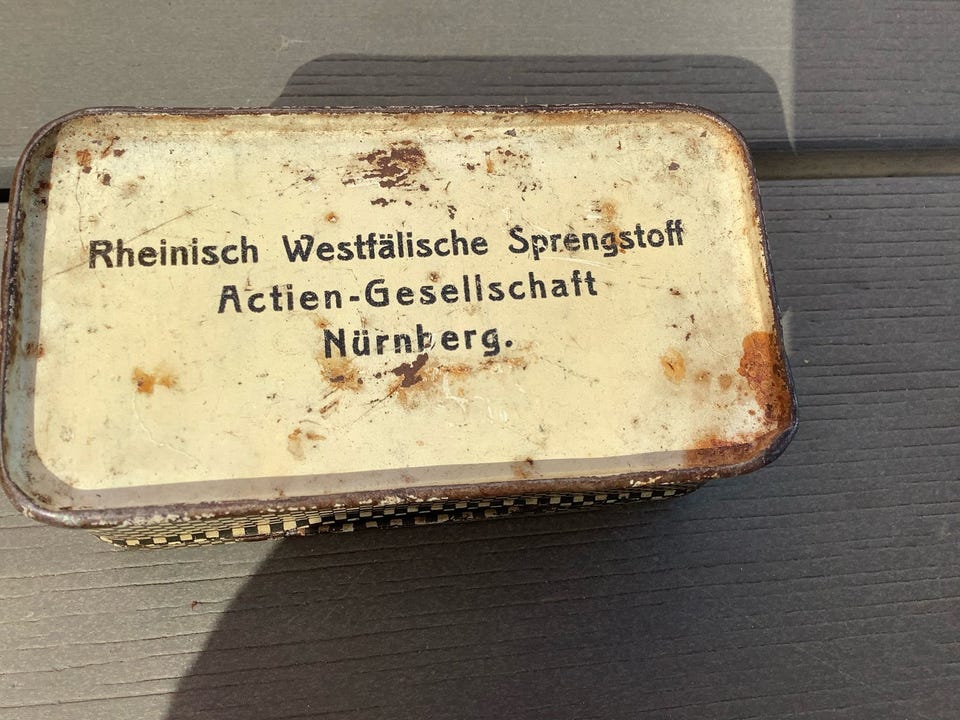 Rheinisch Westfälische Sprengstoff
Actien-Gesellschaft
Nürnberg.